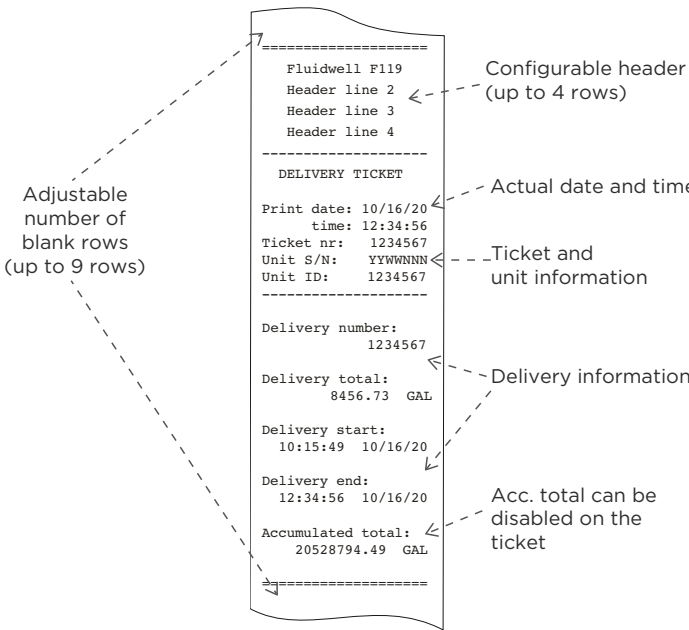 ====================
Fluidwell F119
Header line 2
Header line 3
Header line 4
--------------------
DELIVERY TICKET
Print date: 10/16/20
time: 12:34:56
Ticket nr: 1234567
Unit S/N: YYWWNNN
Unit ID: 1234567
--------------------
Delivery number:
1234567
Delivery total:
8456.73 GAL
Delivery start:
10:15:49 10/16/20
Delivery end:
12:34:56 10/16/20
Accumulated total:
20528794.49 GAL
====================
Adjustable
number of
blank rows
(up to 9 rows)
Configurable header
(up to 4 rows)
Actual date and time
Ticket and
unit information
Delivery information
Acc. total can be
disabled on the
ticket